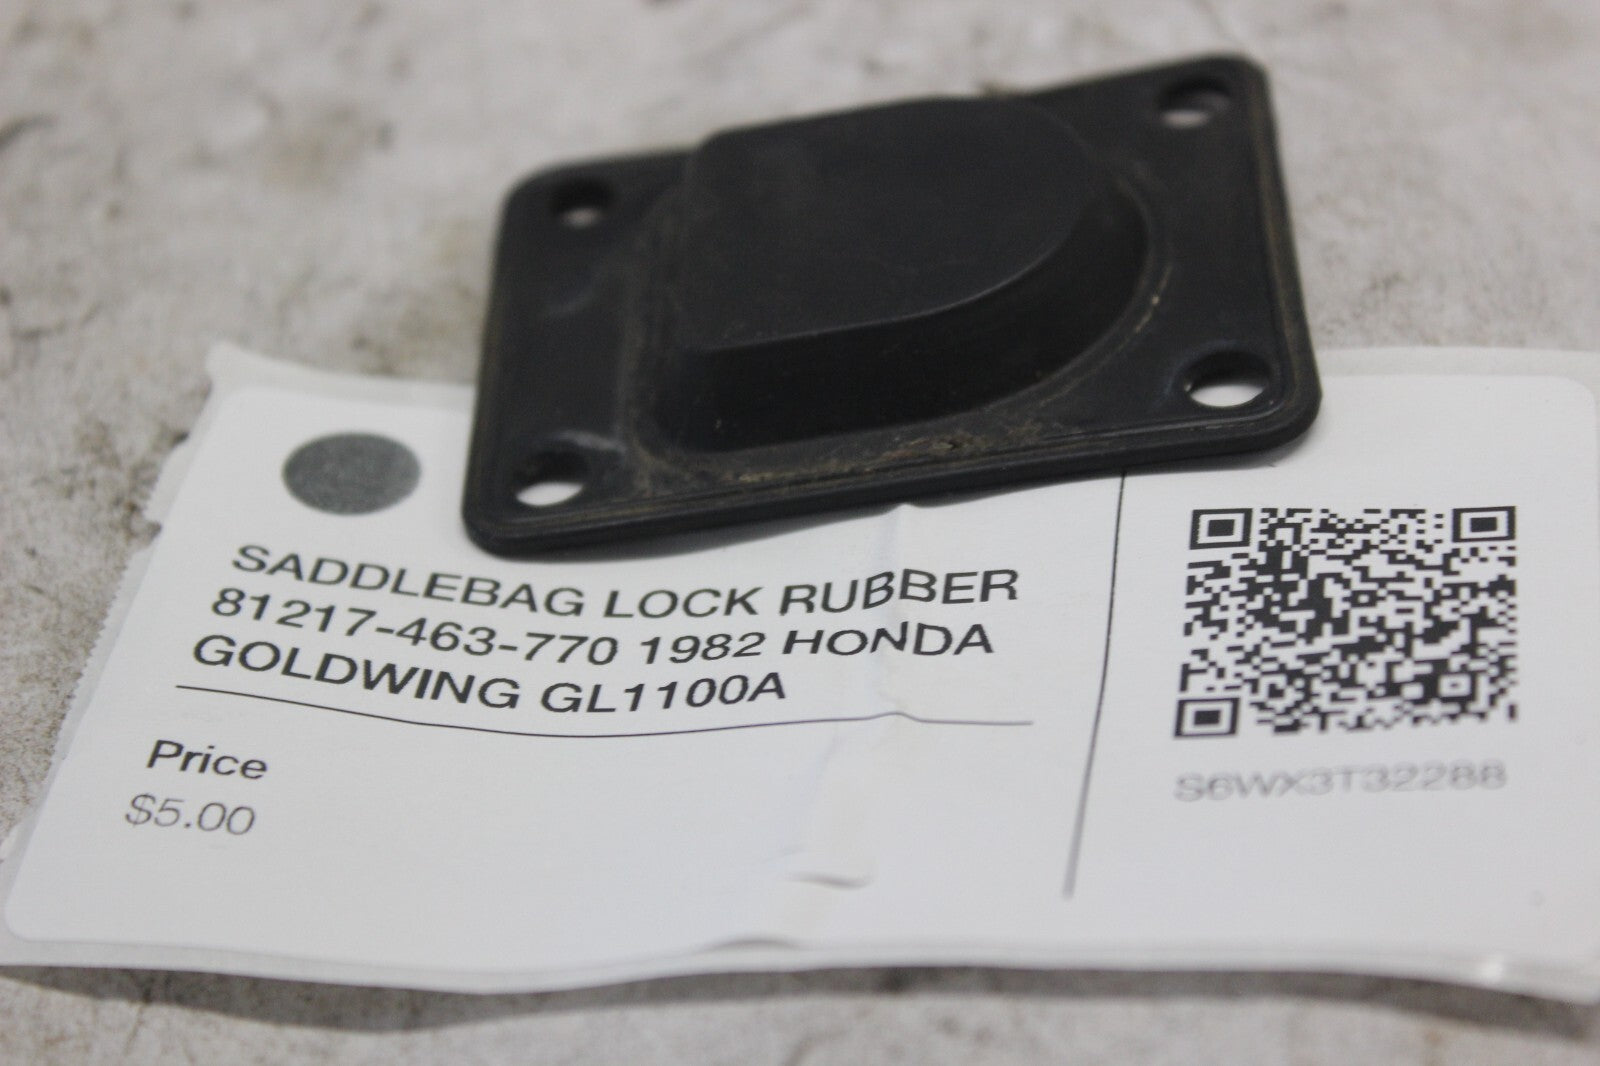 SADDLEBAG LOCK RUBBER
81217-463-770 1982 HONDA
GOLDWING GL1100A
Price
$5.00
S6WX3T32288